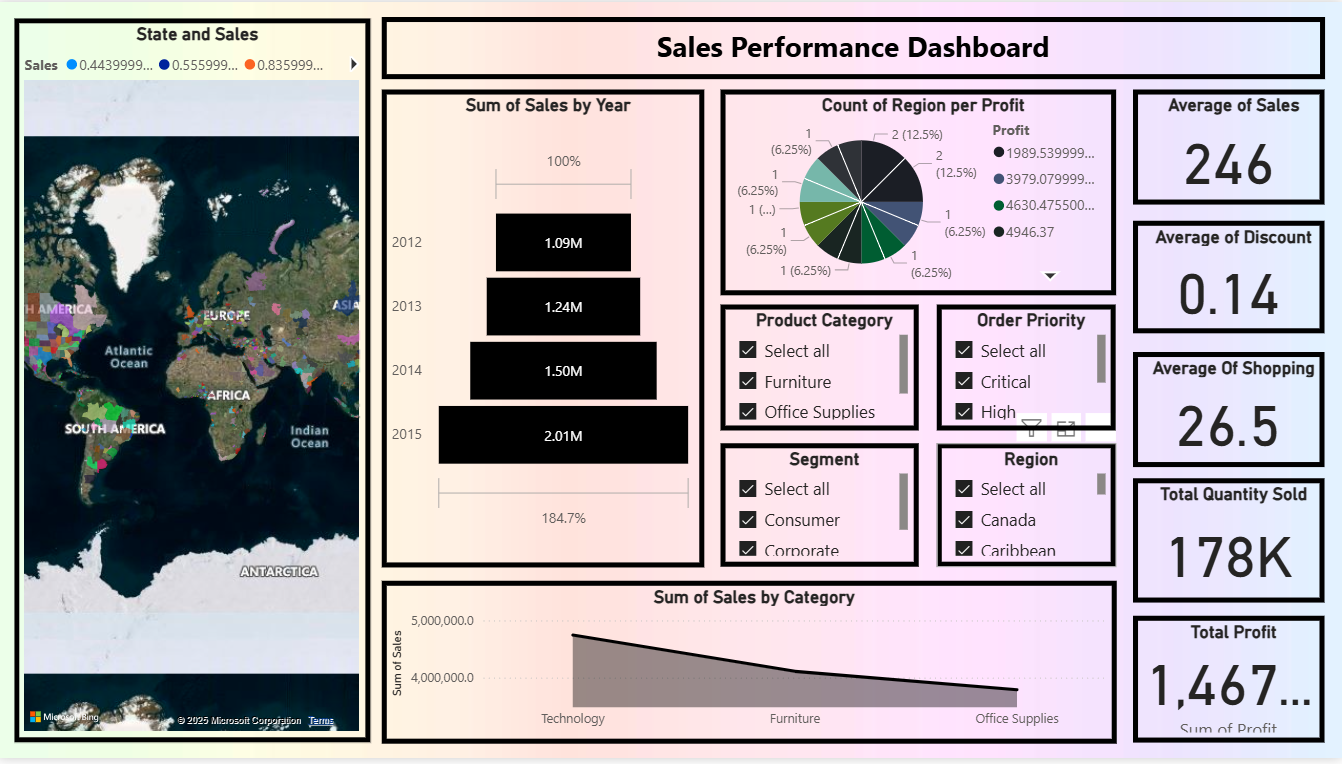 State and Sales
Sales 0.4439999... 0.555999... 0.835999...
H AMERICA
EUROPE
ASIA
Atlantic
Ocean
AFRICA
SOUTH AMERICA
Indian
Ocean
ANTARCTICA
Microsoft Bing
© 2025 Microsoft Corporation Terms
Sales Performance Dashboard
Sum of Sales by Year
100%
2012 1.09M
2013 1.24M
2014 1.50M
2015 2.01M
184.7%
Count of Region per Profit
2 (12.5%)
2
(12.5%)
1
(6.25%)
1
(6.25%)
1 (6.25%)
1
(6.25%)
1 (...)
1
(6.25%)
1
(6.25%)
Profit
1989.539999...
3979.079999...
4630.475500...
4946.37
Product Category
Select all
Furniture
Office Supplies
Order Priority
Select all
Critical
High
Segment
Select all
Consumer
Corporate
Region
Select all
Canada
Caribbean
Sum of Sales by Category
Sum of Sales
5,000,000.0
4,000,000.0
Technology Furniture Office Supplies
Average of Sales
246
Average of Discount
0.14
Average Of Shopping
26.5
Total Quantity Sold
178K
Total Profit
1,467...
Sum of Profit